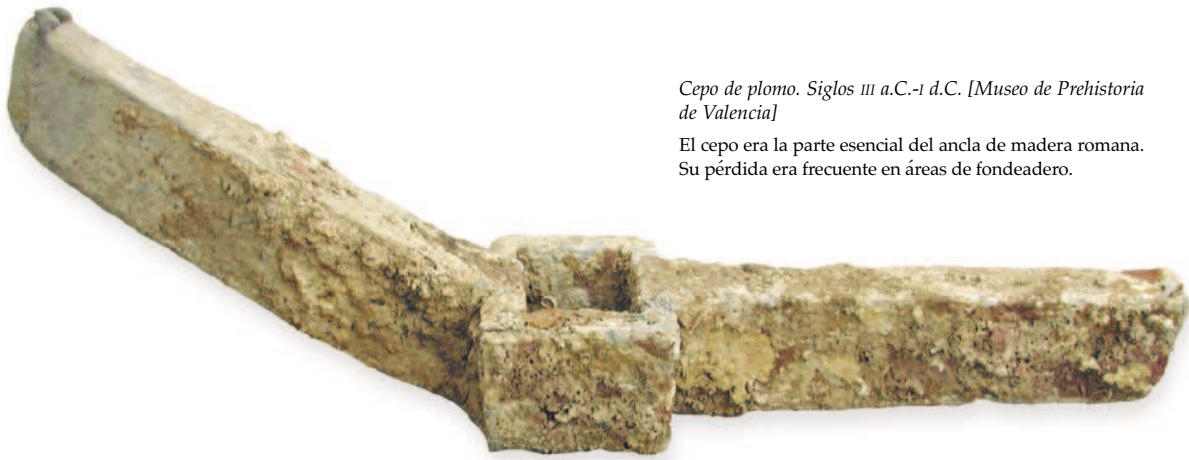 Cepo de plomo. Siglos III a.C.-I d.C. [Museo de Prehistoria
de Valencia]
El cepo era la parte esencial del ancla de madera romana.
Su pérdida era frecuente en áreas de fondeadero.